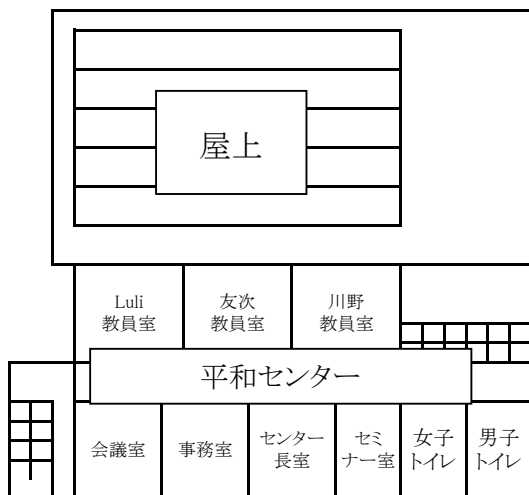 屋上
Luli
教員室
友次
教員室
川野
教員室
平和センター
会議室
事務室
センター
長室
セミ
ナー室
女子
トイレ
男子
トイレ